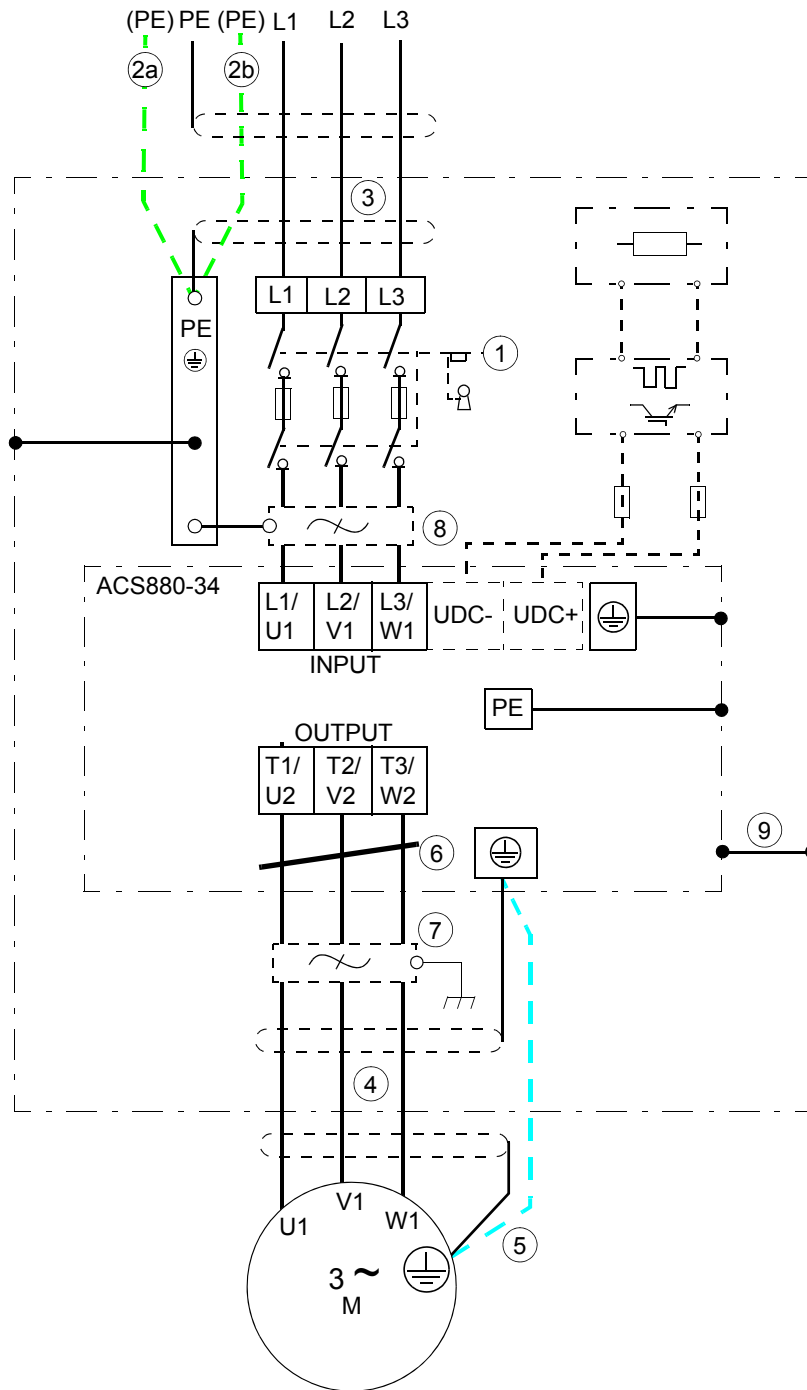 (PE) PE (PE) L1 L2 L3
2a 2b
3
L1 L2 L3
PE
1
8
ACS880-34
L1/ L2/ L3/
U1 V1 W1
UDC- UDC+
INPUT
PE
OUTPUT
T1/ T2/ T3/
U2 V2 W2
9
6
7
4
U1 V1 W1
5
3 ~
M